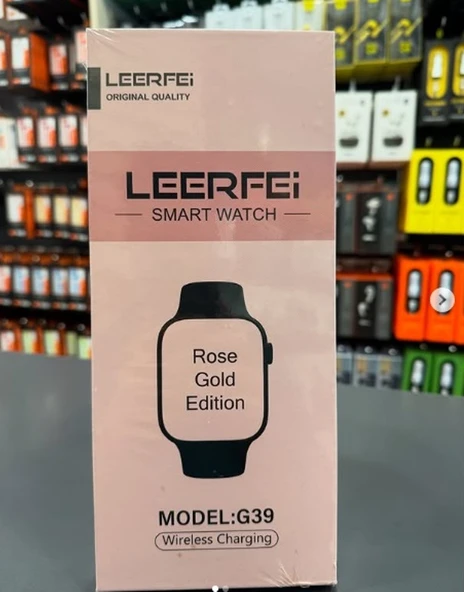 LEERFEi
ORIGINAL QUALITY
LEERFEi
SMART WATCH
Rose
Gold
Edition
MODEL:G39
Wireless Charging